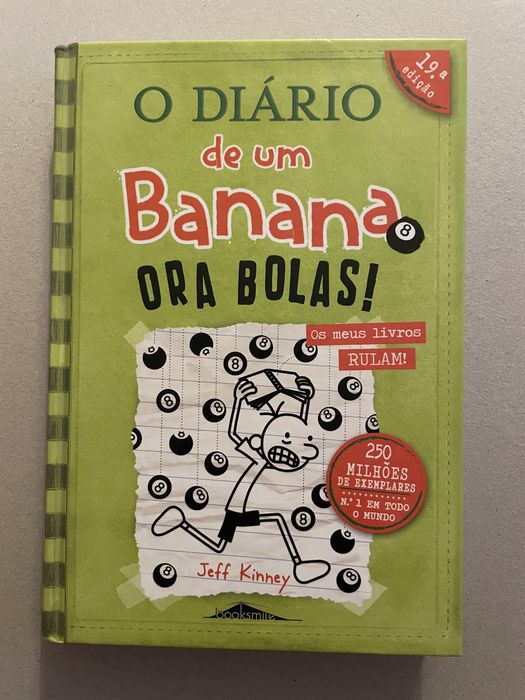 19.ª
edição
O DIÁRIO
de um
Banana
8
ORA BOLAS!
Os meus livros
RULAM!
250
MILHÕES
DE EXEMPLARES
N.º 1 EM TODO
O MUNDO
Jeff Kinney
booksmile